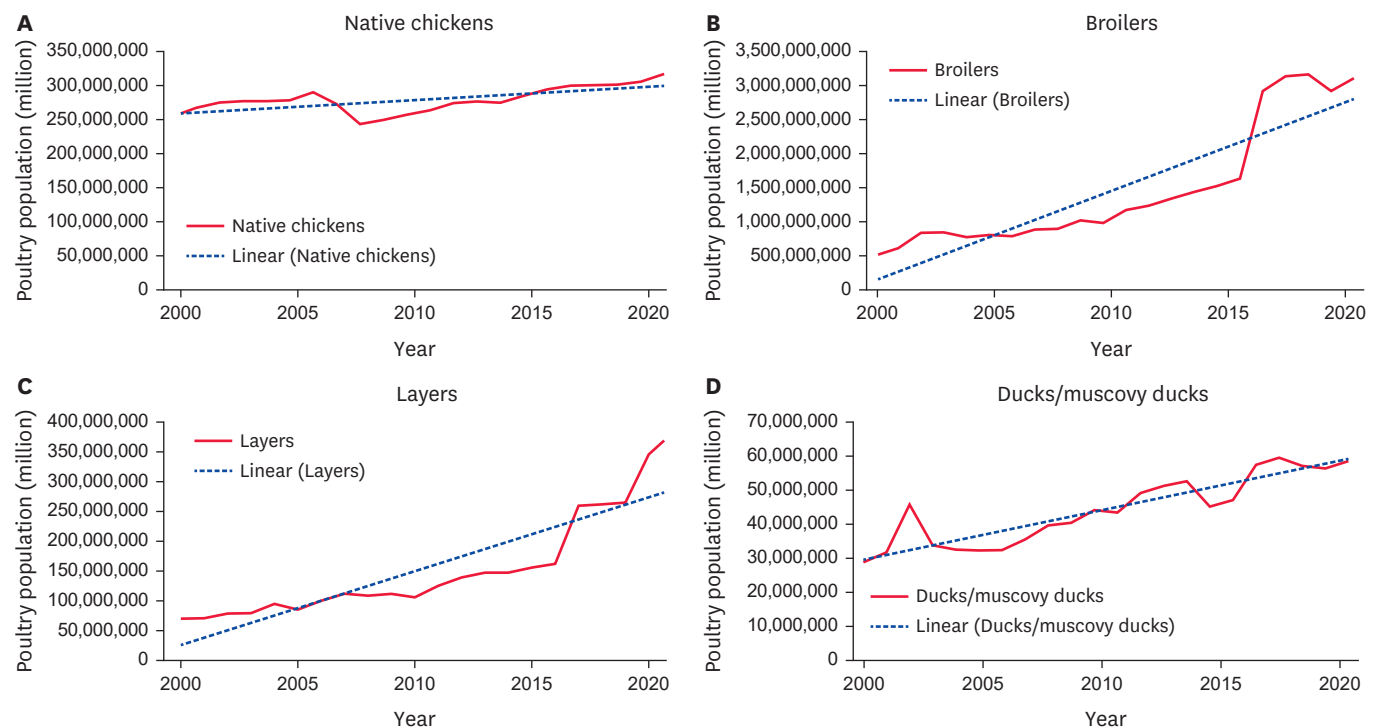 A
Native chickens
Poultry population (million)
350,000,000
300,000,000
250,000,000
200,000,000
150,000,000
100,000,000
50,000,000
0
Native chickens
Linear (Native chickens)
2000
2005
2010
2015
2020
Year
B
Broilers
Poultry population (million)
3,500,000,000
3,000,000,000
2,500,000,000
2,000,000,000
1,500,000,000
1,000,000,000
500,000,000
0
Broilers
Linear (Broilers)
2000
2005
2010
2015
2020
Year
C
Layers
Poultry population (million)
400,000,000
350,000,000
300,000,000
250,000,000
200,000,000
150,000,000
100,000,000
50,000,000
0
Layers
Linear (Layers)
2000
2005
2010
2015
2020
Year
D
Ducks/muscovy ducks
Poultry population (million)
70,000,000
60,000,000
50,000,000
40,000,000
30,000,000
20,000,000
10,000,000
0
Ducks/muscovy ducks
Linear (Ducks/muscovy ducks)
2000
2005
2010
2015
2020
Year